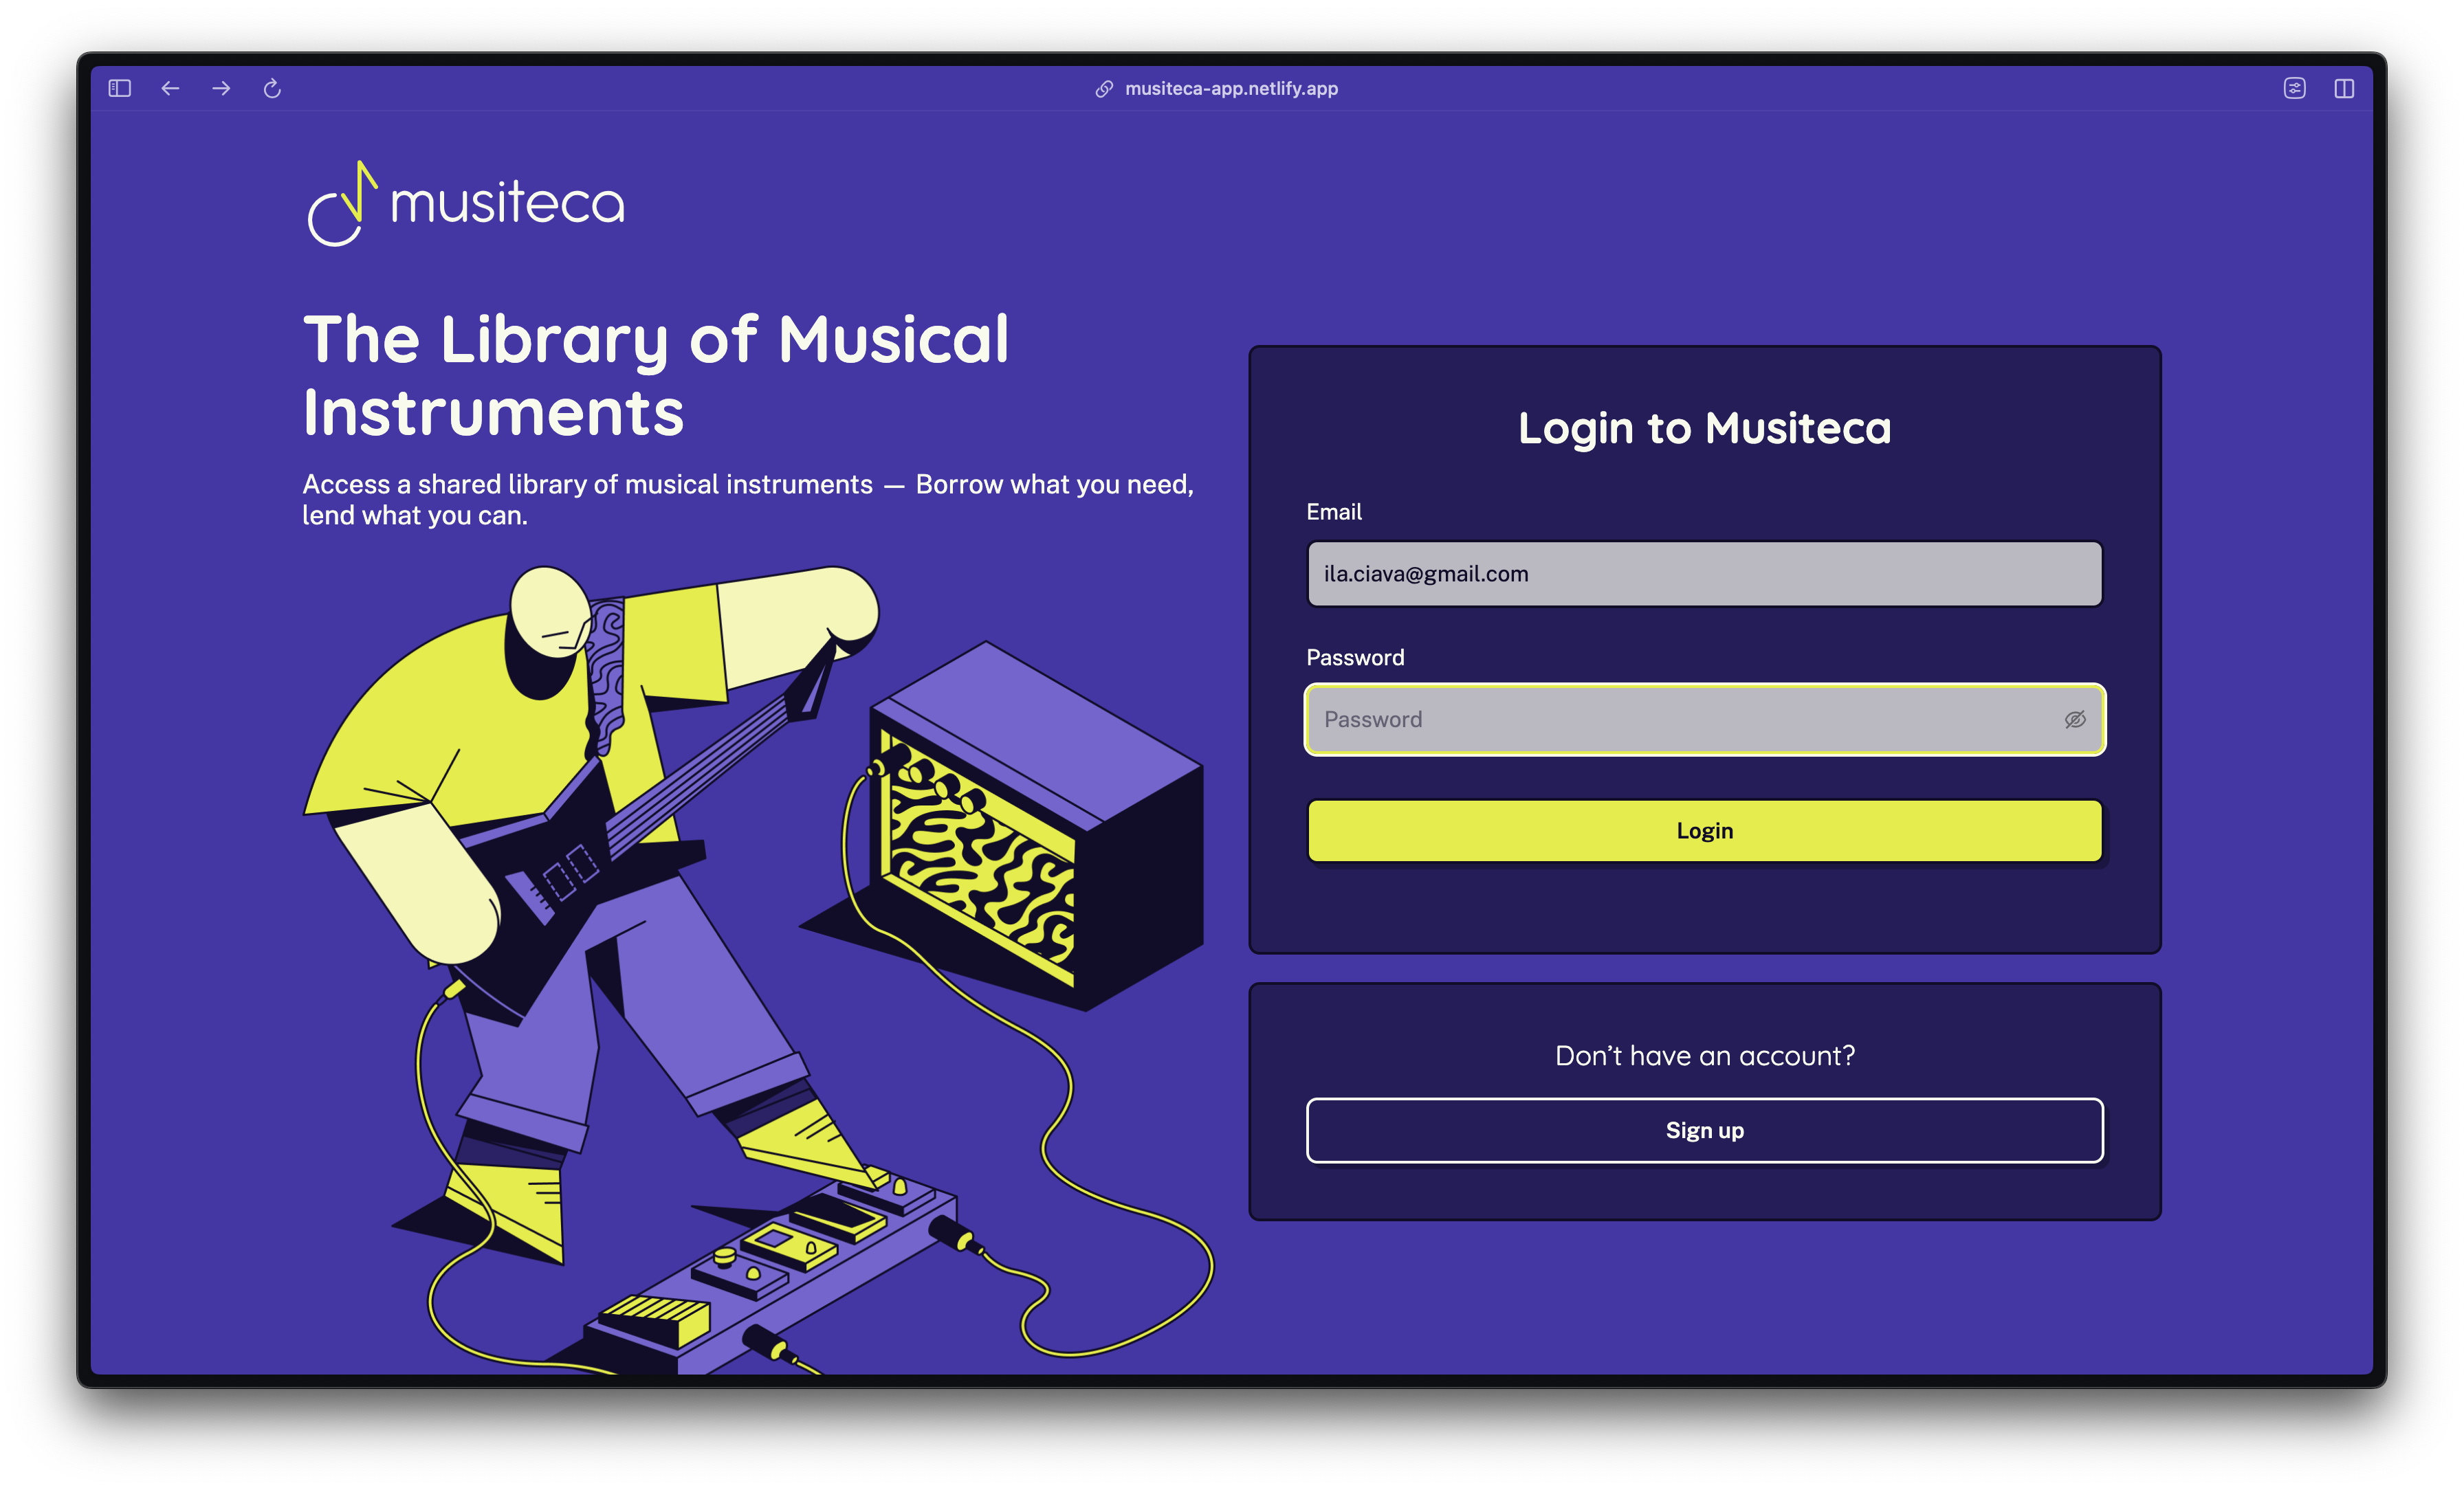 musiteca-app.netlify.app
musiteca
The Library of Musical
Instruments
Access a shared library of musical instruments — Borrow what you need,
lend what you can.
Login to Musiteca
Email
ila.ciava@gmail.com
Password
Password
Login
Don’t have an account?
Sign up